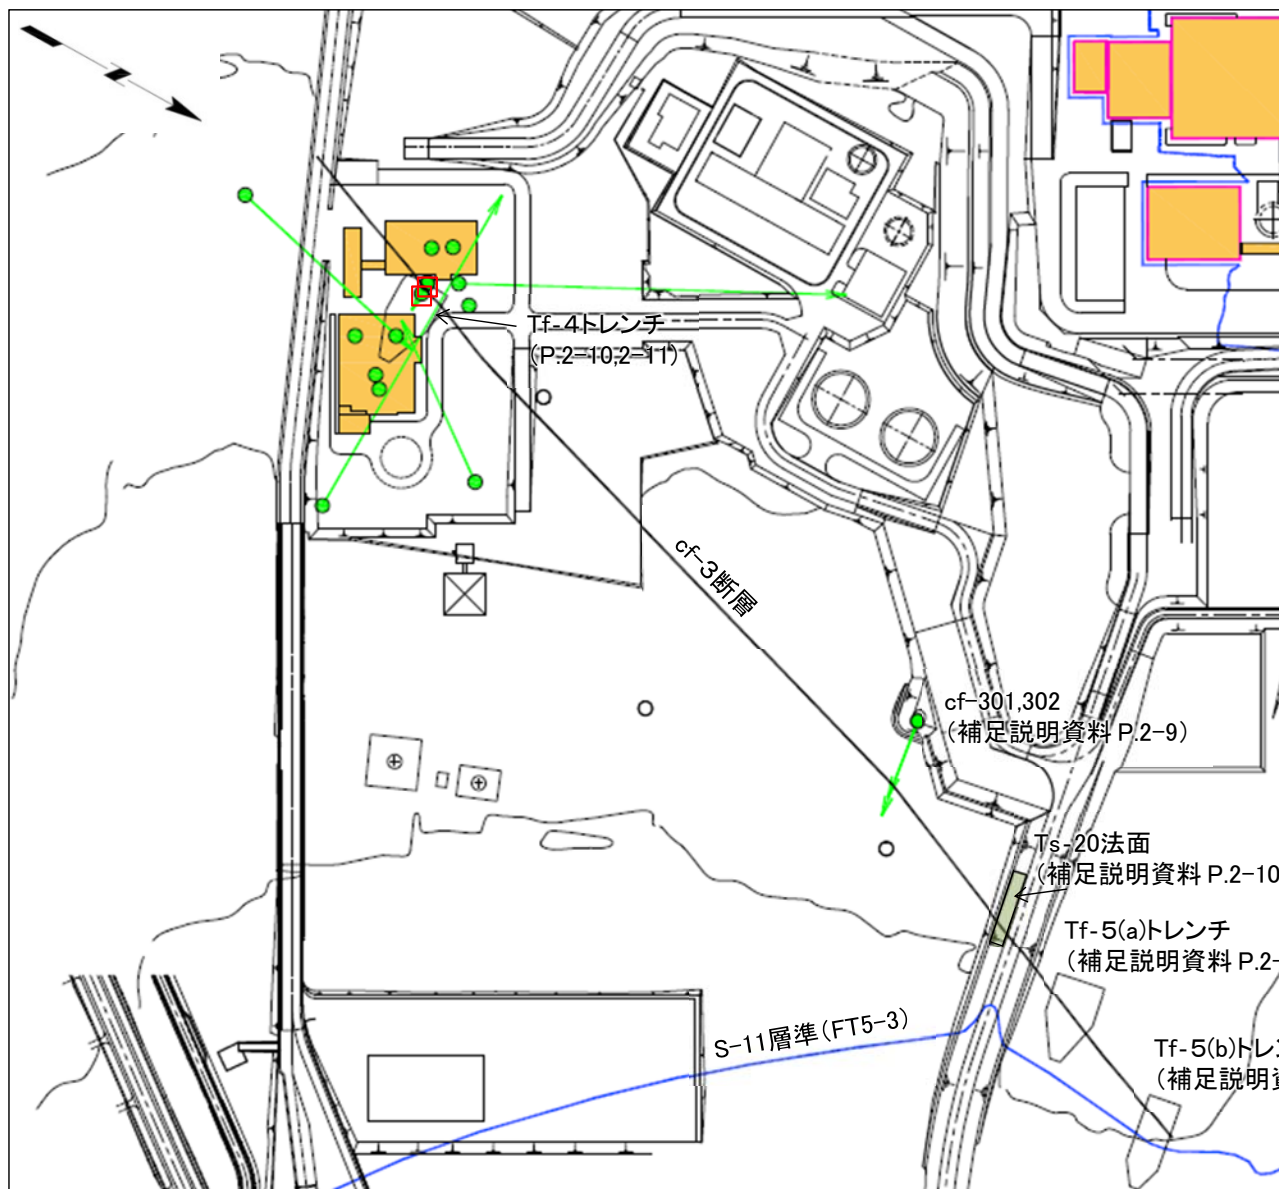 Tf-4トレンチ
(P.2-10,2-11)
cf-3断層
cf-301,302
(補足説明資料 P.2-9)
Ts-20法面
(補足説明資料 P.2-10
Tf-5(a)トレンチ
(補足説明資料 P.2-
S-11層準(FT5-3)
Tf-5(b)トレン
(補足説明資